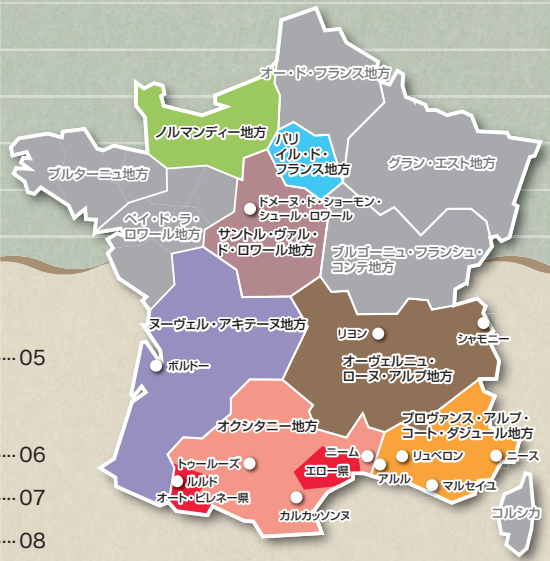 オー・ド・フランス地方
ノルマンディー地方
パリ
イル・ド・
フランス地方
グラン・エスト地方
ブルターニュ地方
ペイ・ド・ラ・
ロワール地方
ドメーヌ・ド・ショーモン・
シュール・ロワール
サントル・ヴァル・
ド・ロワール地方
ブルゴーニュ・フランシュ・
コンテ地方
ヌーヴェル・アキテーヌ地方
リヨン
シャモニー
05
ボルドー
オーヴェルニュ・
ローヌ・アルプ地方
オクシタニー地方
プロヴァンス・アルプ・
コート・ダジュール地方
06
トゥールーズ
ニーム
リュベロン
ニース
エロー県
アルル
ルルド
マルセイユ
07
オート・ピレネー県
カルカッソンヌ
コルシカ
08